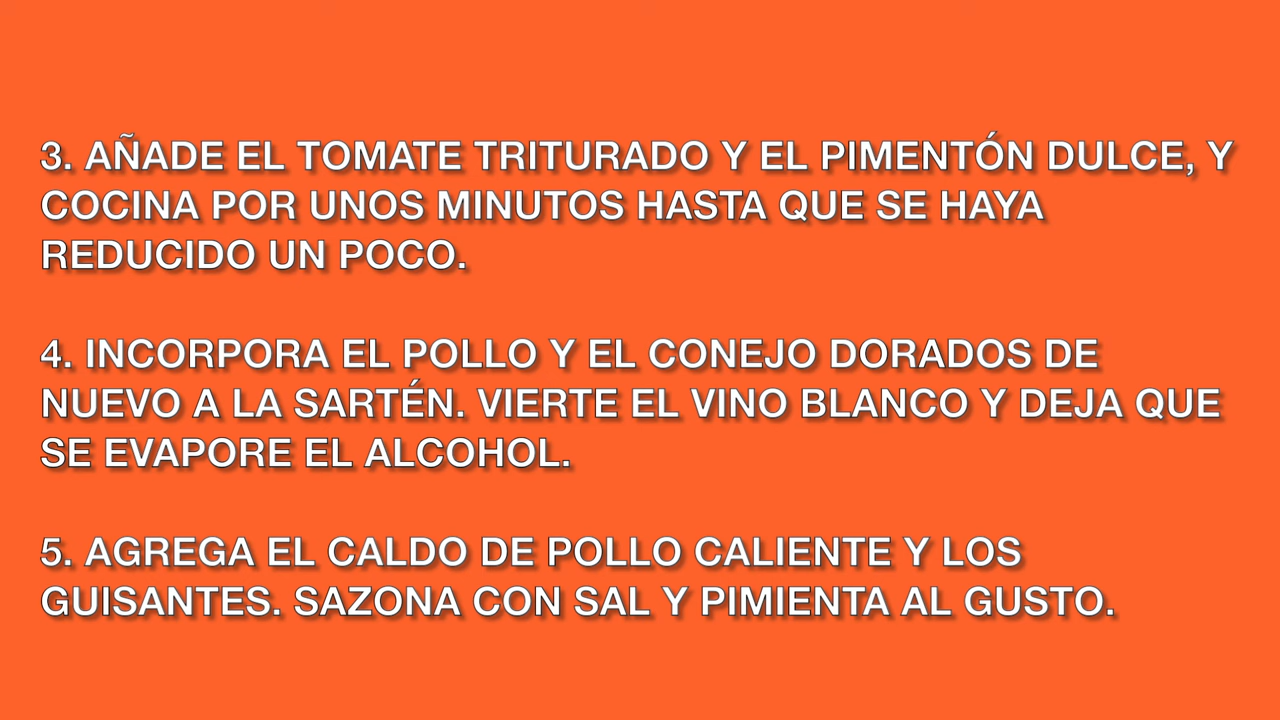 3. AÑADE EL TOMATE TRITURADO Y EL PIMENTÓN DULCE, Y
COCINA POR UNOS MINUTOS HASTA QUE SE HAYA
REDUCIDO UN POCO.
4. INCORPORA EL POLLO Y EL CONEJO DORADOS DE
NUEVO A LA SARTÉN. VIERTE EL VINO BLANCO Y DEJA QUE
SE EVAPORE EL ALCOHOL.
5. AGREGA EL CALDO DE POLLO CALIENTE Y LOS
GUISANTES. SAZONA CON SAL Y PIMIENTA AL GUSTO.